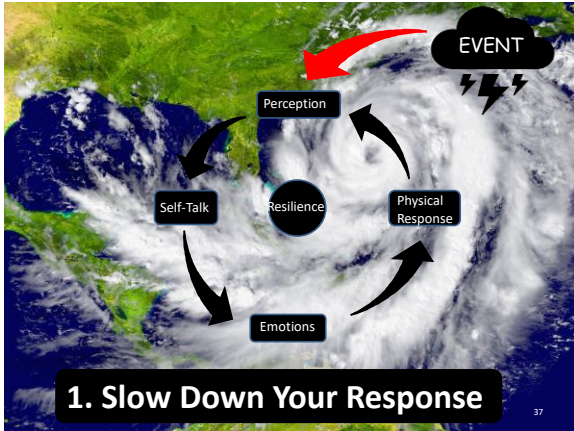 EVENT
Perception
Self-Talk
Resilience
Physical
Response
Emotions
1. Slow Down Your Response
37